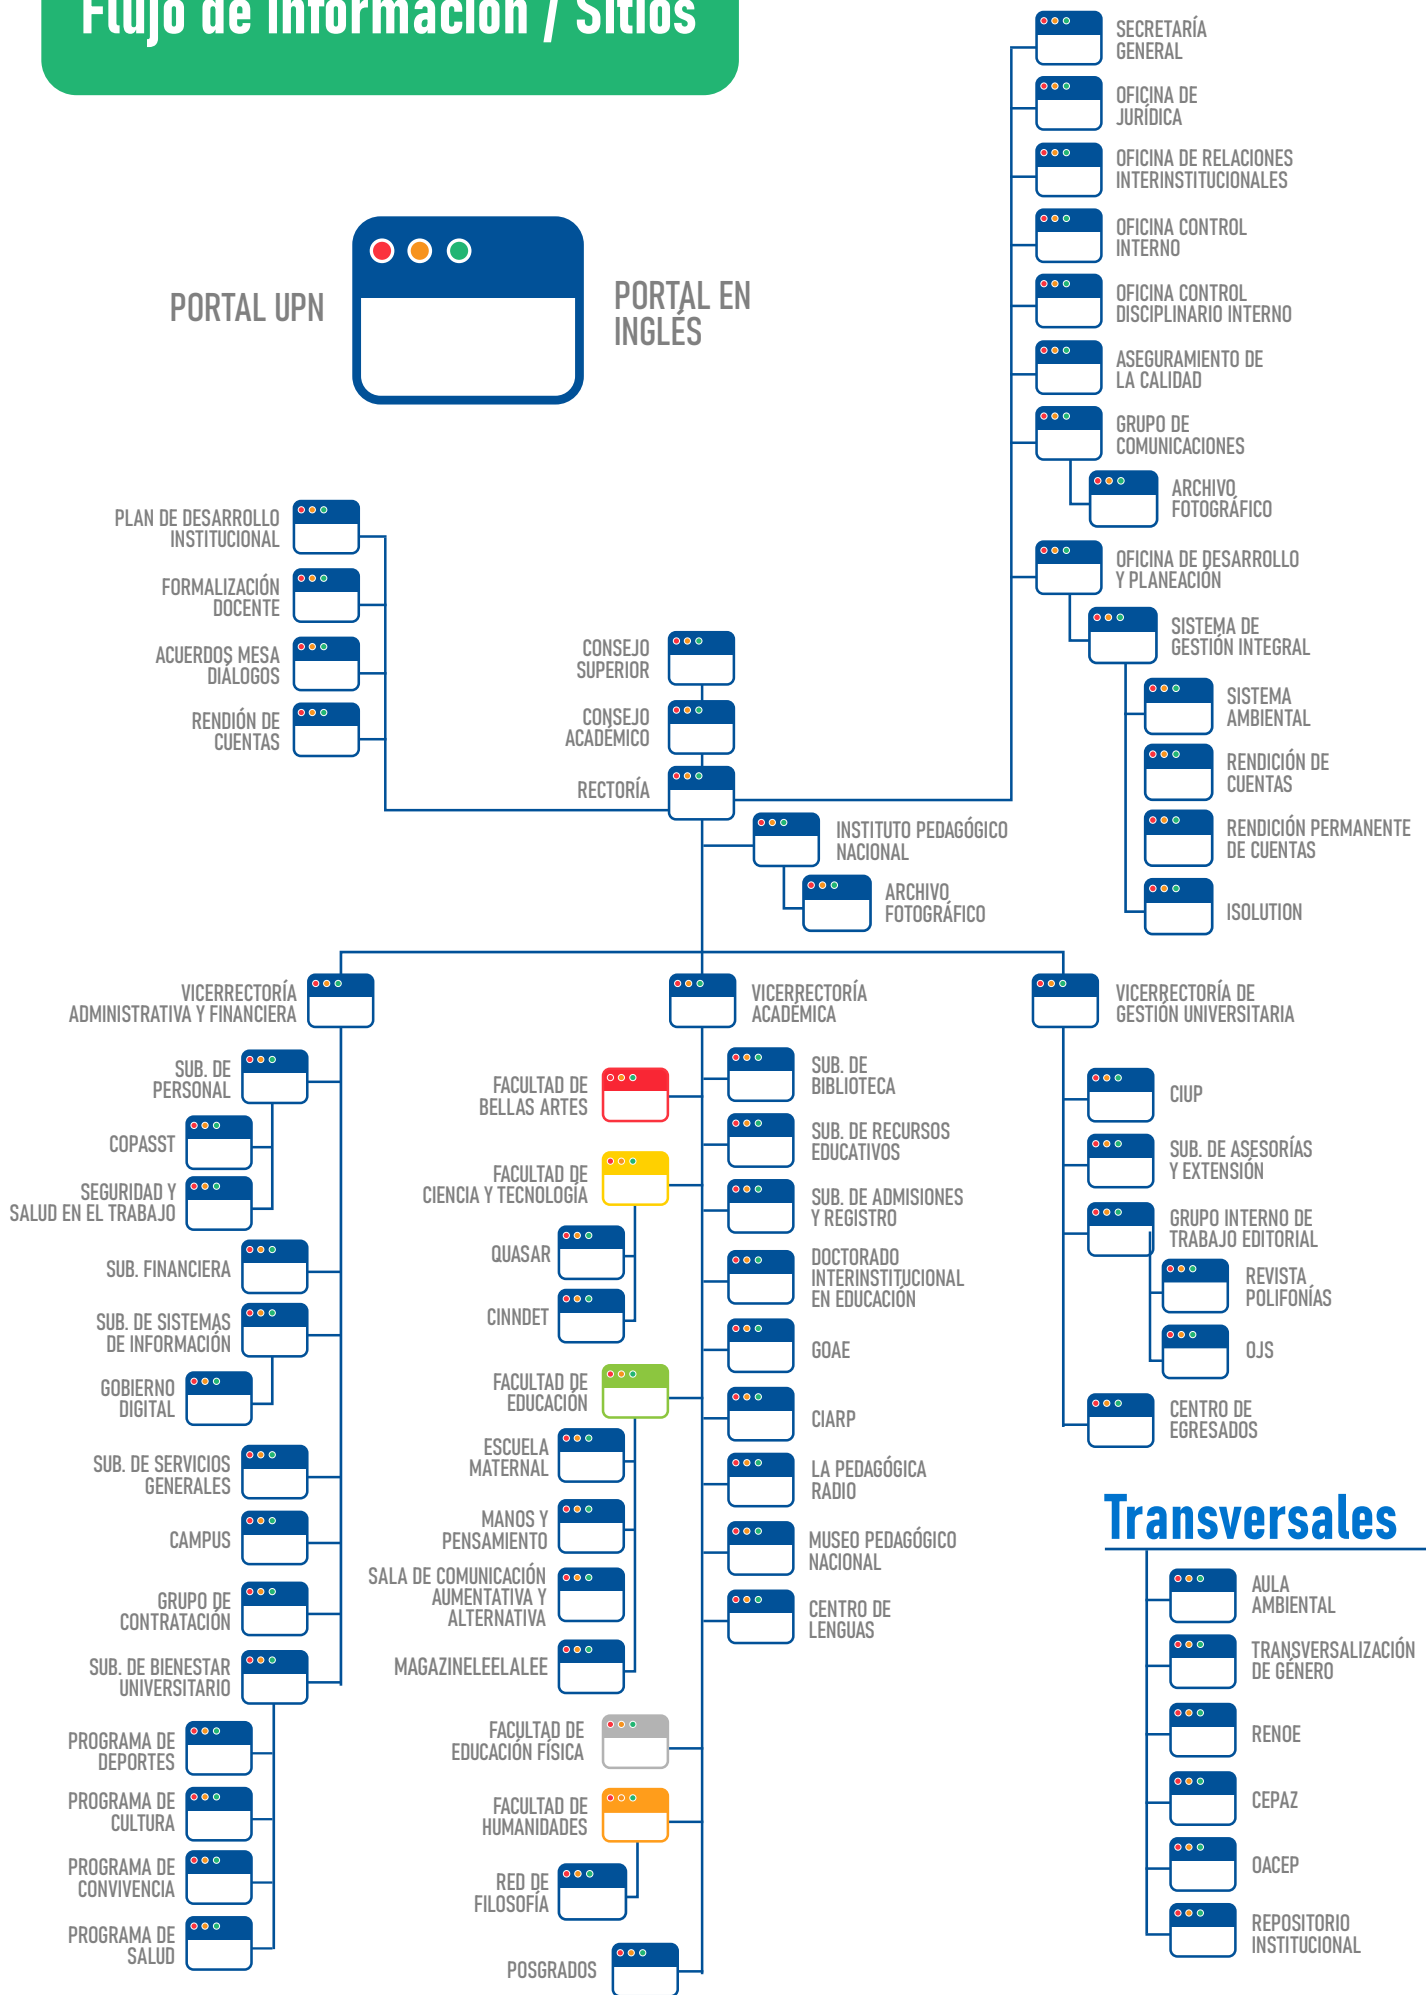 Flujo de Información / Sitios
PORTAL UPN
PORTAL EN
INGLÉS
SECRETARÍA
GENERAL
OFICINA DE
JURÍDICA
OFICINA DE RELACIONES
INTERINSTITUCIONALES
OFICINA CONTROL
INTERNO
OFICINA CONTROL
DISCIPLINARIO INTERNO
ASEGURAMIENTO DE
LA CALIDAD
GRUPO DE
COMUNICACIONES
ARCHIVO
FOTOGRÁFICO
OFICINA DE DESARROLLO
Y PLANEACIÓN
SISTEMA DE
GESTIÓN INTEGRAL
SISTEMA
AMBIENTAL
RENDICIÓN DE
CUENTAS
RENDICIÓN PERMANENTE
DE CUENTAS
ISOLUTION
PLAN DE DESARROLLO
INSTITUCIONAL
FORMALIZACIÓN
DOCENTE
ACUERDOS MESA
DIÁLOGOS
RENDIÓN DE
CUENTAS
CONSEJO
SUPERIOR
CONSEJO
ACADÉMICO
RECTORÍA
INSTITUTO PEDAGÓGICO
NACIONAL
ARCHIVO
FOTOGRÁFICO
VICERRECTORÍA
ADMINISTRATIVA Y FINANCIERA
SUB. DE
PERSONAL
COPASST
SEGURIDAD Y
SALUD EN EL TRABAJO
SUB. FINANCIERA
SUB. DE SISTEMAS
DE INFORMACIÓN
GOBIERNO
DIGITAL
SUB. DE SERVICIOS
GENERALES
CAMPUS
GRUPO DE
CONTRATACIÓN
SUB. DE BIENESTAR
UNIVERSITARIO
PROGRAMA DE
DEPORTES
PROGRAMA DE
CULTURA
PROGRAMA DE
CONVIVENCIA
PROGRAMA DE
SALUD
VICERRECTORÍA
ACADÉMICA
FACULTAD DE
BELLAS ARTES
FACULTAD DE
CIENCIA Y TECNOLOGÍA
QUASAR
CINNDET
FACULTAD DE
EDUCACIÓN
ESCUELA
MATERNAL
MANOS Y
PENSAMIENTO
SALA DE COMUNICACIÓN
AUMENTATIVA Y
ALTERNATIVA
MAGAZINELEELALEE
FACULTAD DE
EDUCACIÓN FÍSICA
FACULTAD DE
HUMANIDADES
RED DE
FILOSOFÍA
POSGRADOS
SUB. DE
BIBLIOTECA
SUB. DE RECURSOS
EDUCATIVOS
SUB. DE ADMISIONES
Y REGISTRO
DOCTORADO
INTERINSTITUCIONAL
EN EDUCACIÓN
GOAE
CIARP
LA PEDAGÓGICA
RADIO
MUSEO PEDAGÓGICO
NACIONAL
CENTRO DE
LENGUAS
VICERRECTORÍA DE
GESTIÓN UNIVERSITARIA
CIUP
SUB. DE ASESORÍAS
Y EXTENSIÓN
GRUPO INTERNO DE
TRABAJO EDITORIAL
REVISTA
POLIFONÍAS
OJS
CENTRO DE
EGRESADOS
Transversales
AULA
AMBIENTAL
TRANSVERSALIZACIÓN
DE GÉNERO
RENOE
CEPAZ
OACEP
REPOSITORIO
INSTITUCIONAL